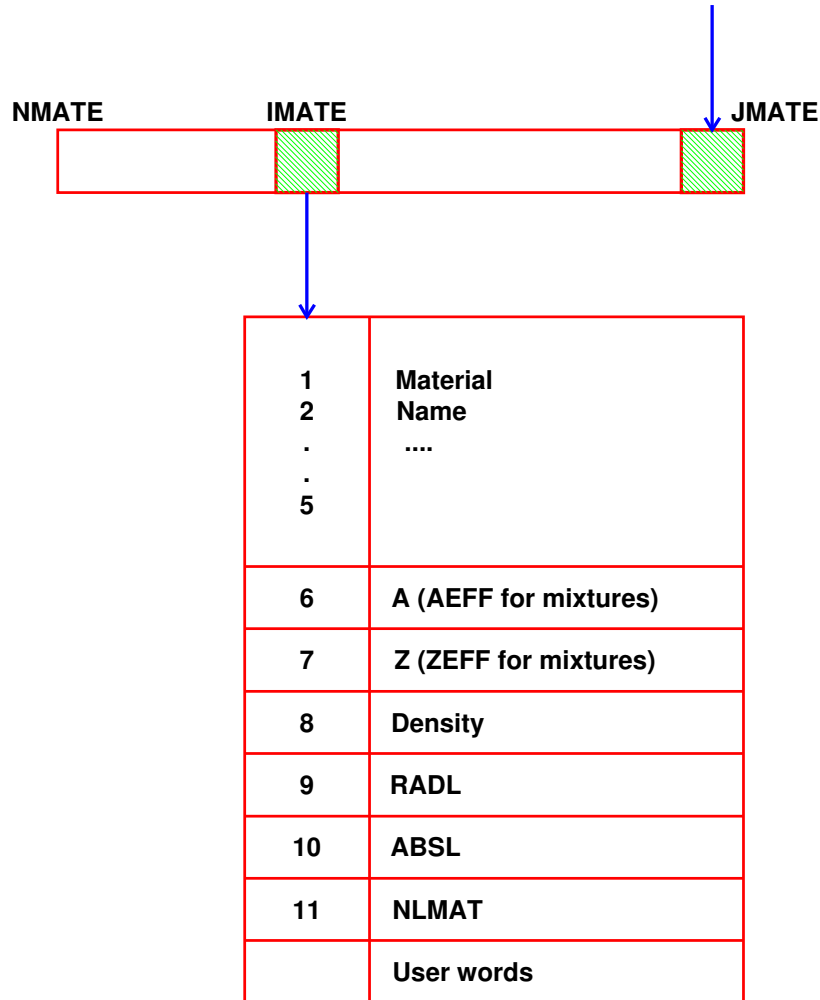 NMATE IMATE JMATE
1 Material
2 Name
. ....
.
5
6 A (AEFF for mixtures)
7 Z (ZEFF for mixtures)
8 Density
9 RADL
10 ABSL
11 NLMAT
User words